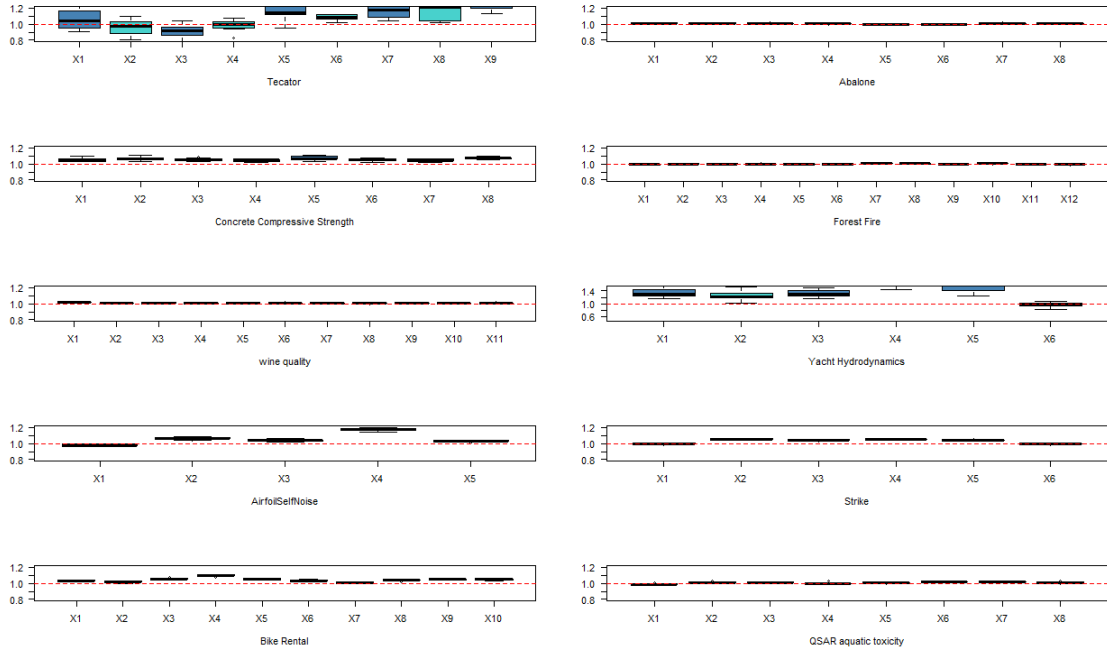 1.2
1.0
0.8
X1 X2 X3 X4 X5 X6 X7 X8 X9
Tecator
1.2
1.0
0.8
X1 X2 X3 X4 X5 X6 X7 X8
Abalone
1.2
1.0
0.8
X1 X2 X3 X4 X5 X6 X7 X8
Concrete Compressive Strength
1.2
1.0
0.8
X1 X2 X3 X4 X5 X6 X7 X8 X9 X10 X11 X12
Forest Fire
1.2
1.0
0.8
X1 X2 X3 X4 X5 X6 X7 X8 X9 X10 X11
wine quality
1.4
1.0
0.6
X1 X2 X3 X4 X5 X6
Yacht Hydrodynamics
1.2
1.0
0.8
X1 X2 X3 X4 X5
AirfoilSelfNoise
1.2
1.0
0.8
X1 X2 X3 X4 X5 X6
Strike
1.2
1.0
0.8
X1 X2 X3 X4 X5 X6 X7 X8 X9 X10
Bike Rental
1.2
1.0
0.8
X1 X2 X3 X4 X5 X6 X7 X8
QSAR aquatic toxicity